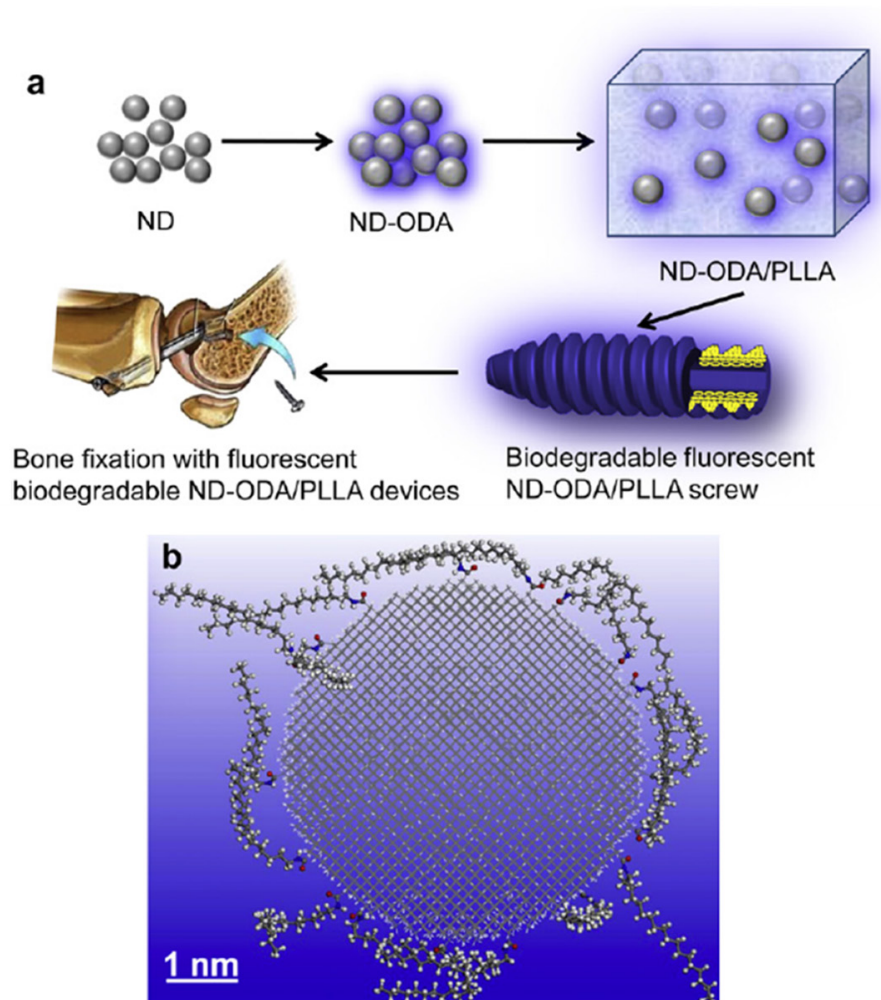 a
ND
ND-ODA
ND-ODA/PLLA
Biodegradable fluorescent
ND-ODA/PLLA screw
Bone fixation with fluorescent
biodegradable ND-ODA/PLLA devices
b
1 nm